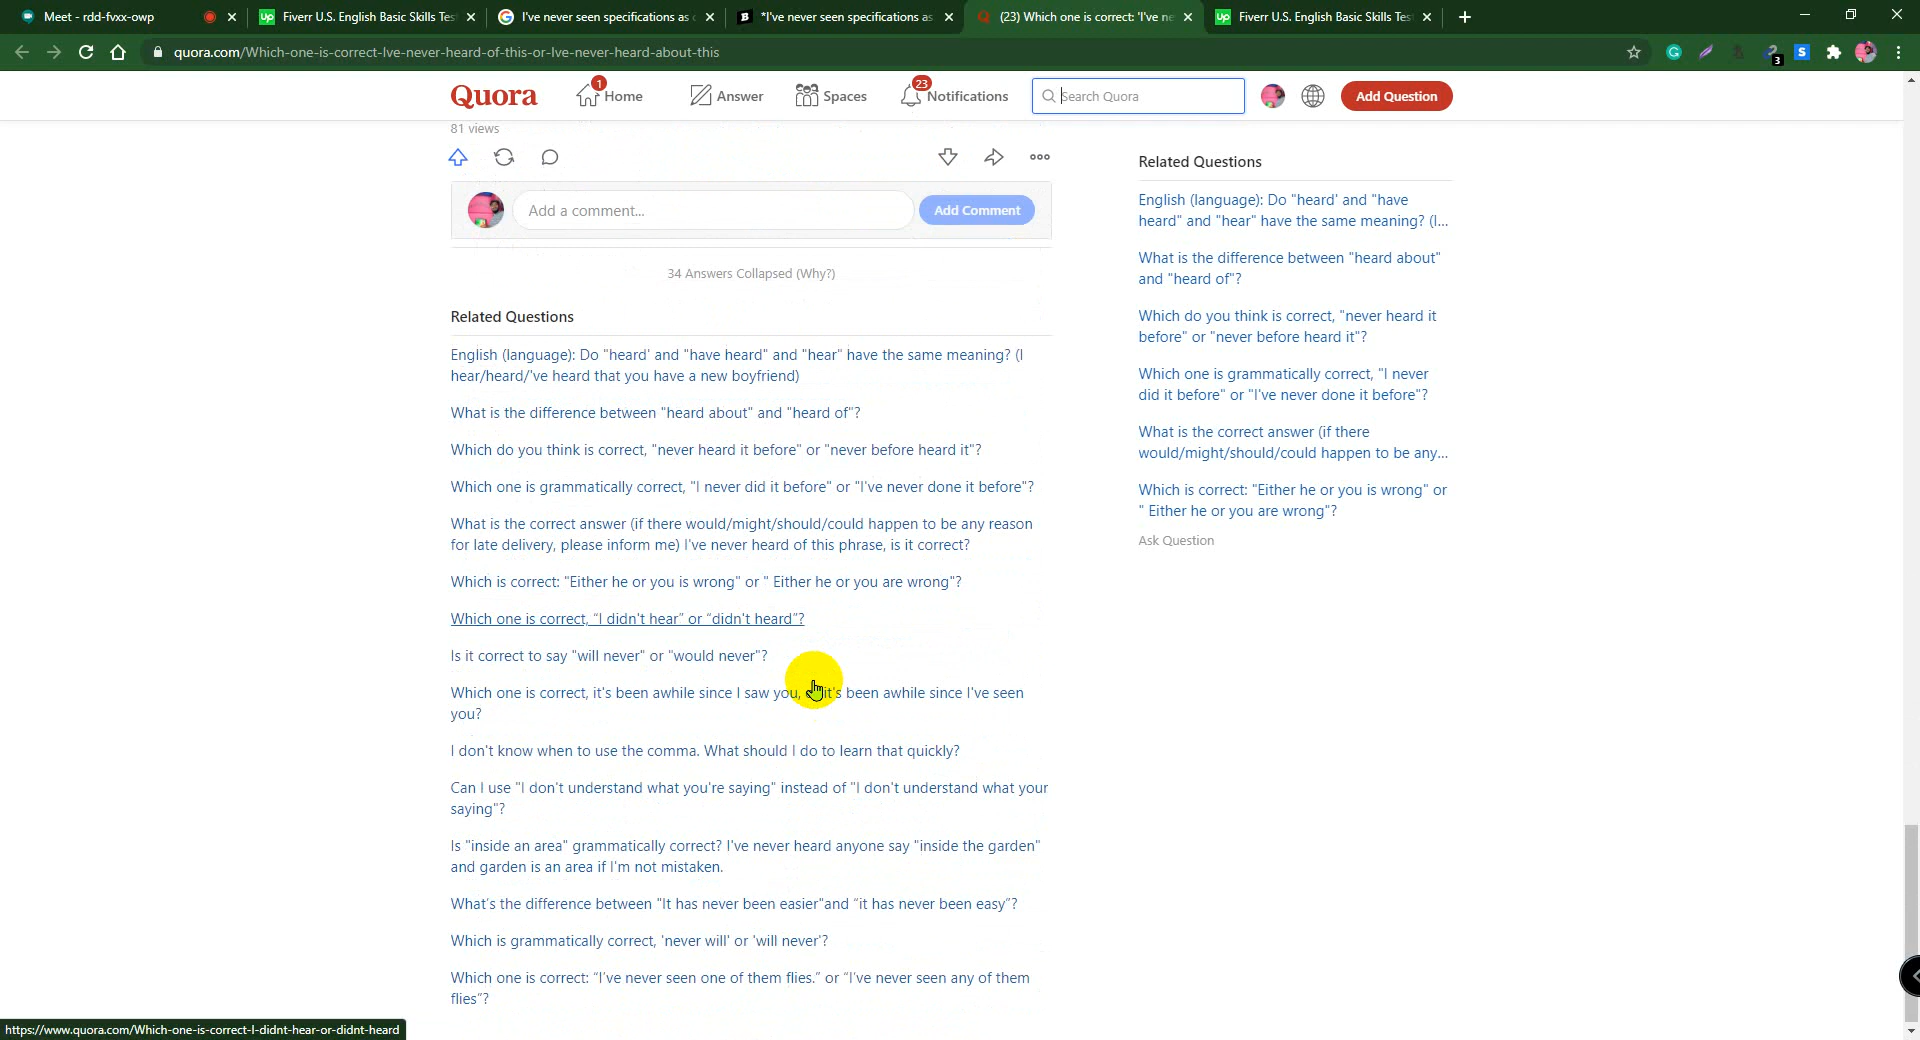 Meet - rdd-fvxx-owp
Fiverr U.S. English Basic Skills Tes
I've never seen specifications as c
"I've never seen specifications as
(23) Which one is correct: 'I've ne
Fiverr U.S. English Basic Skills Tes
quora.com/Which-one-is-correct-Ive-never-heard-of-this-or-Ive-never-heard-about-this
3
Quora
1
Home
Answer
Spaces
23
Notifications
Search Quora
Add Question
81 views
Add a comment...
Add Comment
34 Answers Collapsed (Why?)
Related Questions
English (language): Do "heard' and "have heard" and "hear" have the same meaning? (I
hear/heard/'ve heard that you have a new boyfriend)
What is the difference between "heard about" and "heard of"?
Which do you think is correct, "never heard it before" or "never before heard it"?
Which one is grammatically correct, "I never did it before" or "I've never done it before"?
What is the correct answer (if there would/might/should/could happen to be any reason
for late delivery, please inform me) I've never heard of this phrase, is it correct?
Which is correct: "Either he or you is wrong" or " Either he or you are wrong"?
Which one is correct, “I didn't hear” or “didn't heard”?
Is it correct to say "will never" or "would never"?
Which one is correct, it's been awhile since I saw you, it's been awhile since I've seen
you?
I don't know when to use the comma. What should I do to learn that quickly?
Can I use "I don't understand what you're saying" instead of "I don't understand what your
saying"?
Is "inside an area" grammatically correct? I've never heard anyone say "inside the garden"
and garden is an area if I'm not mistaken.
What's the difference between "It has never been easier"and “it has never been easy”?
Which is grammatically correct, 'never will' or 'will never'?
Which one is correct: “I've never seen one of them flies.” or “I've never seen any of them
flies”?
Related Questions
English (language): Do "heard' and "have
heard" and "hear" have the same meaning? (I...
What is the difference between "heard about"
and "heard of"?
Which do you think is correct, "never heard it
before" or "never before heard it"?
Which one is grammatically correct, "I never
did it before" or "I've never done it before"?
What is the correct answer (if there
would/might/should/could happen to be any...
Which is correct: "Either he or you is wrong" or
" Either he or you are wrong"?
Ask Question
https://www.quora.com/Which-one-is-correct-I-didnt-hear-or-didnt-heard